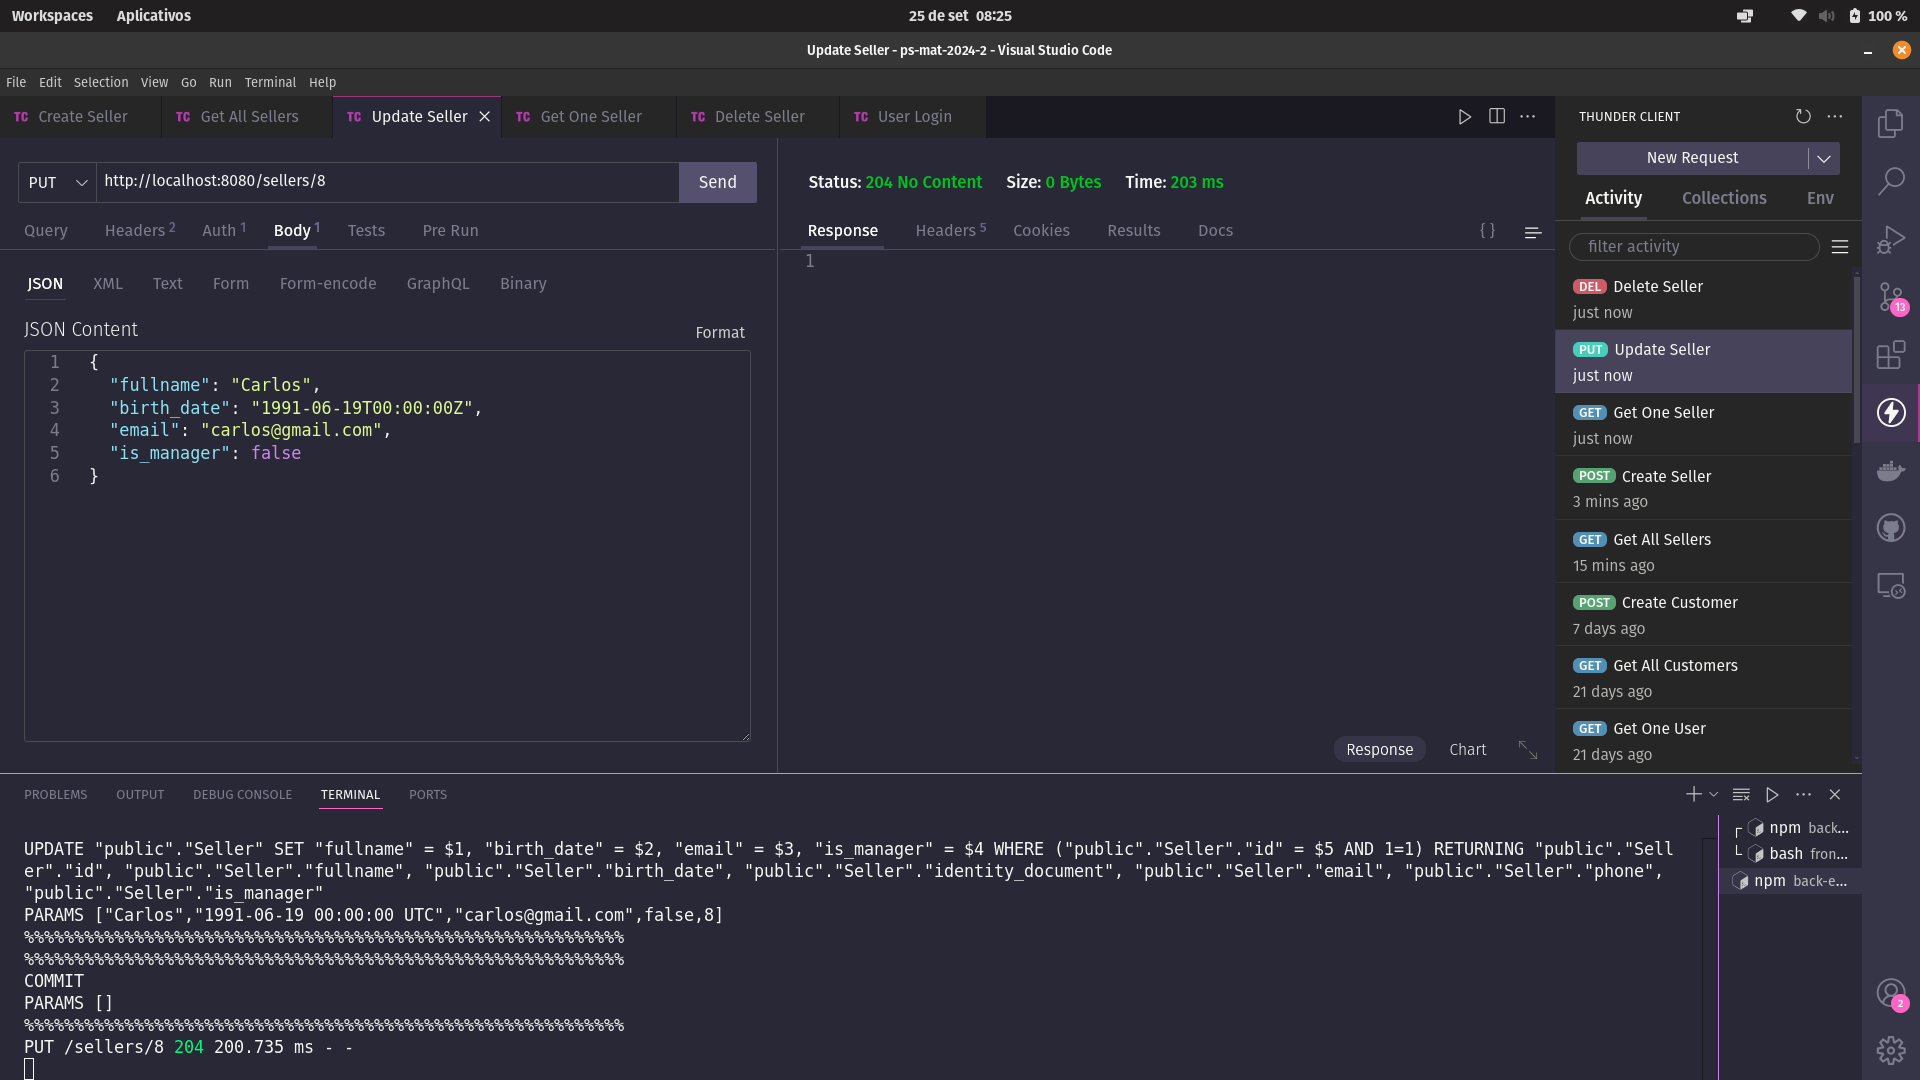 Workspaces Aplicativos 25 de set 08:25 100 %
Update Seller - ps-mat-2024-2 - Visual Studio Code
File Edit Selection View Go Run Terminal Help
TC Create Seller TC Get All Sellers TC Update Seller TC Get One Seller TC Delete Seller TC User Login
THUNDER CLIENT
New Request
Activity Collections Env
filter activity
DEL Delete Seller
just now
PUT Update Seller
just now
GET Get One Seller
just now
POST Create Seller
3 mins ago
GET Get All Sellers
15 mins ago
POST Create Customer
7 days ago
GET Get All Customers
21 days ago
GET Get One User
21 days ago
13
2
PUT http://localhost:8080/sellers/8 Send
Query Headers 2 Auth 1 Body 1 Tests Pre Run
JSON XML Text Form Form-encode GraphQL Binary
JSON Content Format
1 {
2 "fullname": "Carlos",
3 "birth_date": "1991-06-19T00:00:00Z",
4 "email": "carlos@gmail.com",
5 "is_manager": false
6 }
Status: 204 No Content Size: 0 Bytes Time: 203 ms
Response Headers 5 Cookies Results Docs { }
1
Response Chart
PROBLEMS OUTPUT DEBUG CONSOLE TERMINAL PORTS
UPDATE "public"."Seller" SET "fullname" = $1, "birth_date" = $2, "email" = $3, "is_manager" = $4 WHERE ("public"."Seller"."id" = $5 AND 1=1) RETURNING "public"."Sell
er"."id", "public"."Seller"."fullname", "public"."Seller"."birth_date", "public"."Seller"."identity_document", "public"."Seller"."email", "public"."Seller"."phone",
"public"."Seller"."is_manager"
PARAMS ["Carlos","1991-06-19 00:00:00 UTC","carlos@gmail.com",false,8]
%%%%%%%%%%%%%%%%%%%%%%%%%%%%%%%%%%%%%%%%%%%%%%%%%%%%%%%%%%%%
%%%%%%%%%%%%%%%%%%%%%%%%%%%%%%%%%%%%%%%%%%%%%%%%%%%%%%%%%%%%
COMMIT
PARAMS []
%%%%%%%%%%%%%%%%%%%%%%%%%%%%%%%%%%%%%%%%%%%%%%%%%%%%%%%%%%%%
PUT /sellers/8 204 200.735 ms - -
npm back...
bash fron...
npm back-e...